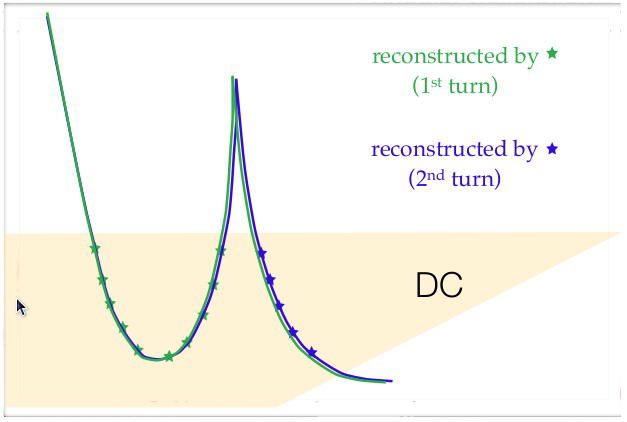 reconstructed by ★
(1st turn)
reconstructed by ★
(2nd turn)
DC